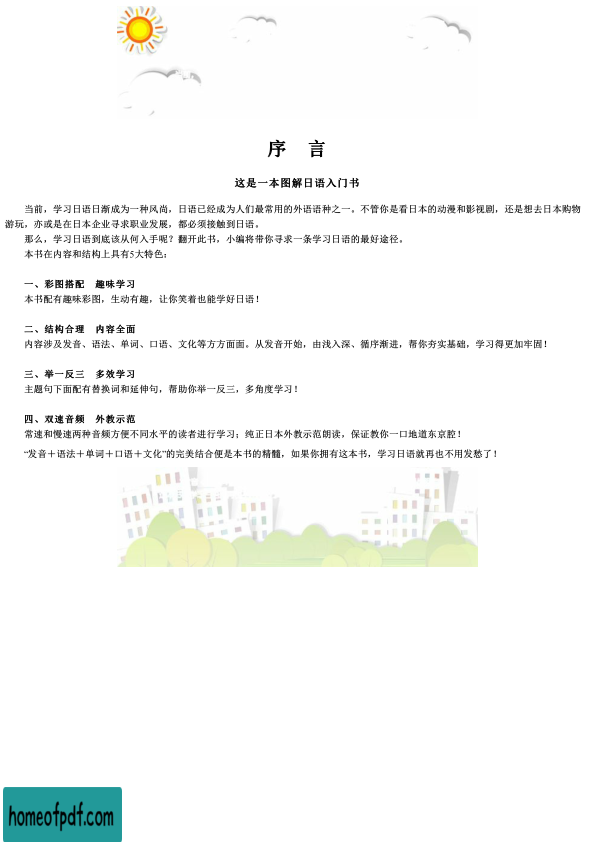 序　言
这是一本图解日语入门书
当前，学习日语日渐成为一种风尚，日语已经成为人们最常用的外语语种之一。不管你是看日本的动漫和影视剧，还是想去日本购物
游玩，亦或是在日本企业寻求职业发展，都必须接触到日语。
那么，学习日语到底该从何入手呢？翻开此书，小编将带你寻求一条学习日语的最好途径。
本书在内容和结构上具有5大特色：
一、彩图搭配　趣味学习
本书配有趣味彩图，生动有趣，让你笑着也能学好日语！
二、结构合理　内容全面
内容涉及发音、语法、单词、口语、文化等方方面面。从发音开始，由浅入深、循序渐进，帮你夯实基础，学习得更加牢固！
三、举一反三　多效学习
主题句下面配有替换词和延伸句，帮助你举一反三，多角度学习！
四、双速音频　外教示范
常速和慢速两种音频方便不同水平的读者进行学习；纯正日本外教示范朗读，保证教你一口地道东京腔！
“发音＋语法＋单词＋口语＋文化”的完美结合便是本书的精髓，如果你拥有这本书，学习日语就再也不用发愁了！
homeofpdf.com